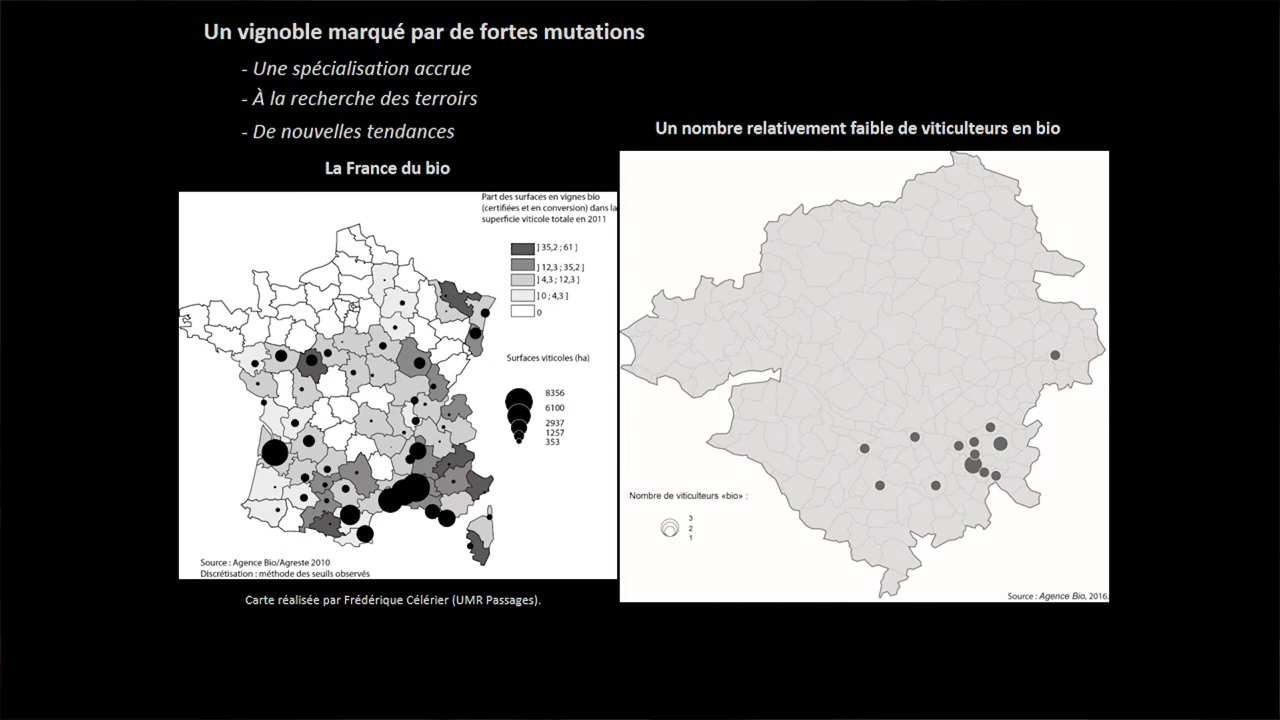 Un vignoble marqué par de fortes mutations
- Une spécialisation accrue
- À la recherche des terroirs
- De nouvelles tendances
La France du bio
Part des surfaces en vignes bio
(certifiées et en conversion) dans la
superficie viticole totale en 2011
] 35,2 ; 61 ]
] 12,3 ; 35,2 ]
] 4,3 ; 12,3 ]
] 0 ; 4,3 ]
0
Surfaces viticoles (ha)
8356
6100
2937
1257
353
Source : Agence Bio/Agreste 2010
Discrétisation : méthode des seuils observés
Carte réalisée par Frédérique Célérier (UMR Passages).
Un nombre relativement faible de viticulteurs en bio
Nombre de viticulteurs «bio» :
3
2
1
Source : Agence Bio, 2016.